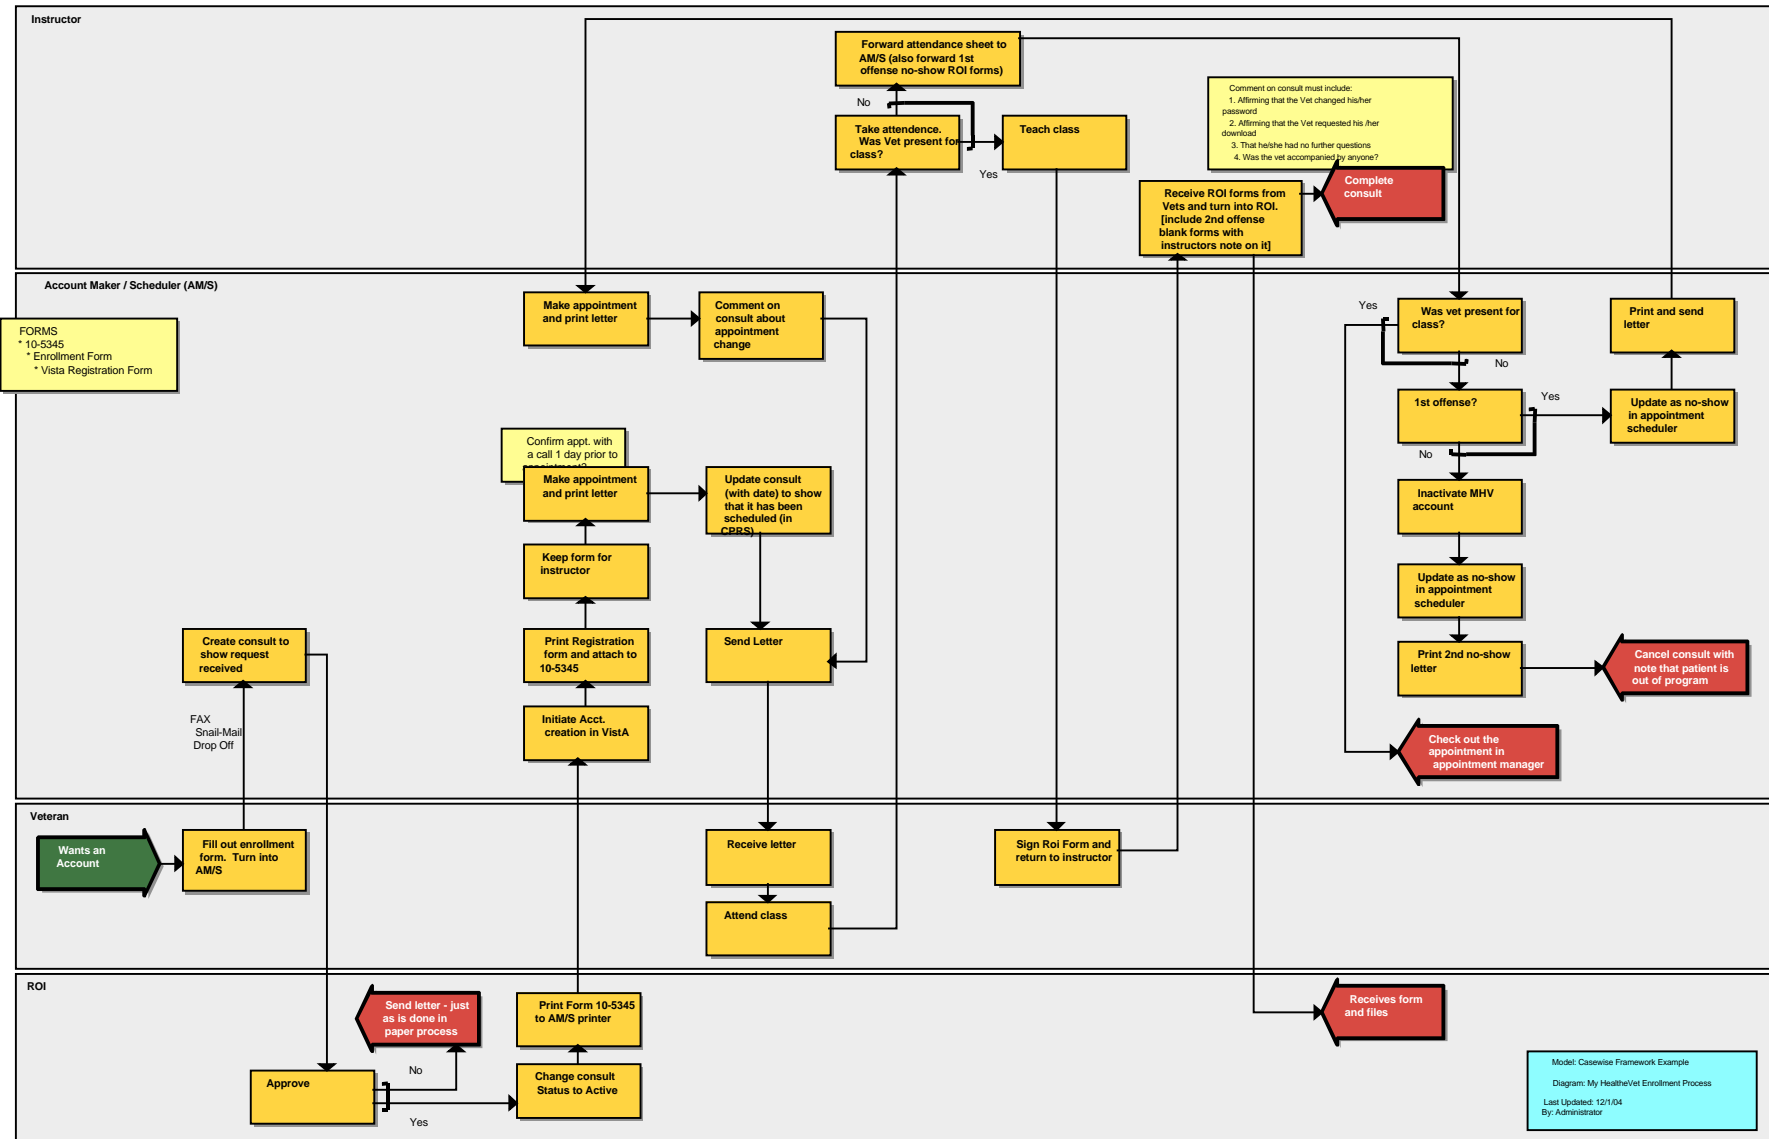 Instructor
Forward attendance sheet to
AM/S (also forward 1st
offense no-show ROI forms)
No
Take attendence.
Was Vet present for
class?
Yes
Teach class
Comment on consult must include:
1. Affirming that the Vet changed his/her
password
2. Affirming that the Vet requested his /her
download
3. That he/she had no further questions
4. Was the vet accompanied by anyone?
Complete
consult
Receive ROI forms from
Vets and turn into ROI.
[include 2nd offense
blank forms with
instructors note on it]
Account Maker / Scheduler (AM/S)
FORMS
* 10-5345
* Enrollment Form
* Vista Registration Form
Make appointment
and print letter
Comment on
consult about
appointment
change
Yes
Was vet present for
class?
No
Print and send
letter
1st offense?
Yes
No
Update as no-show
in appointment
scheduler
Confirm appt. with
a call 1 day prior to
appointment?
Make appointment
and print letter
Update consult
(with date) to show
that it has been
scheduled (in
CPRS)
Inactivate MHV
account
Keep form for
instructor
Update as no-show
in appointment
scheduler
Create consult to
show request
received
Print Registration
form and attach to
10-5345
Send Letter
Print 2nd no-show
letter
Cancel consult with
note that patient is
out of program
FAX
Snail-Mail
Drop Off
Initiate Acct.
creation in VistA
Check out the
appointment in
appointment manager
Veteran
Wants an
Account
Fill out enrollment
form. Turn into
AM/S
Receive letter
Sign Roi Form and
return to instructor
Attend class
ROI
Send letter - just
as is done in
paper process
Print Form 10-5345
to AM/S printer
Receives form
and files
Approve
No
Yes
Change consult
Status to Active
Model: Casewise Framework Example
Diagram: My HealtheVet Enrollment Process
Last Updated: 12/1/04
By: Administrator